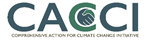 CACCI
COMPREHENSIVE ACTION FOR CLIMATE CHANGE INITIATIVE